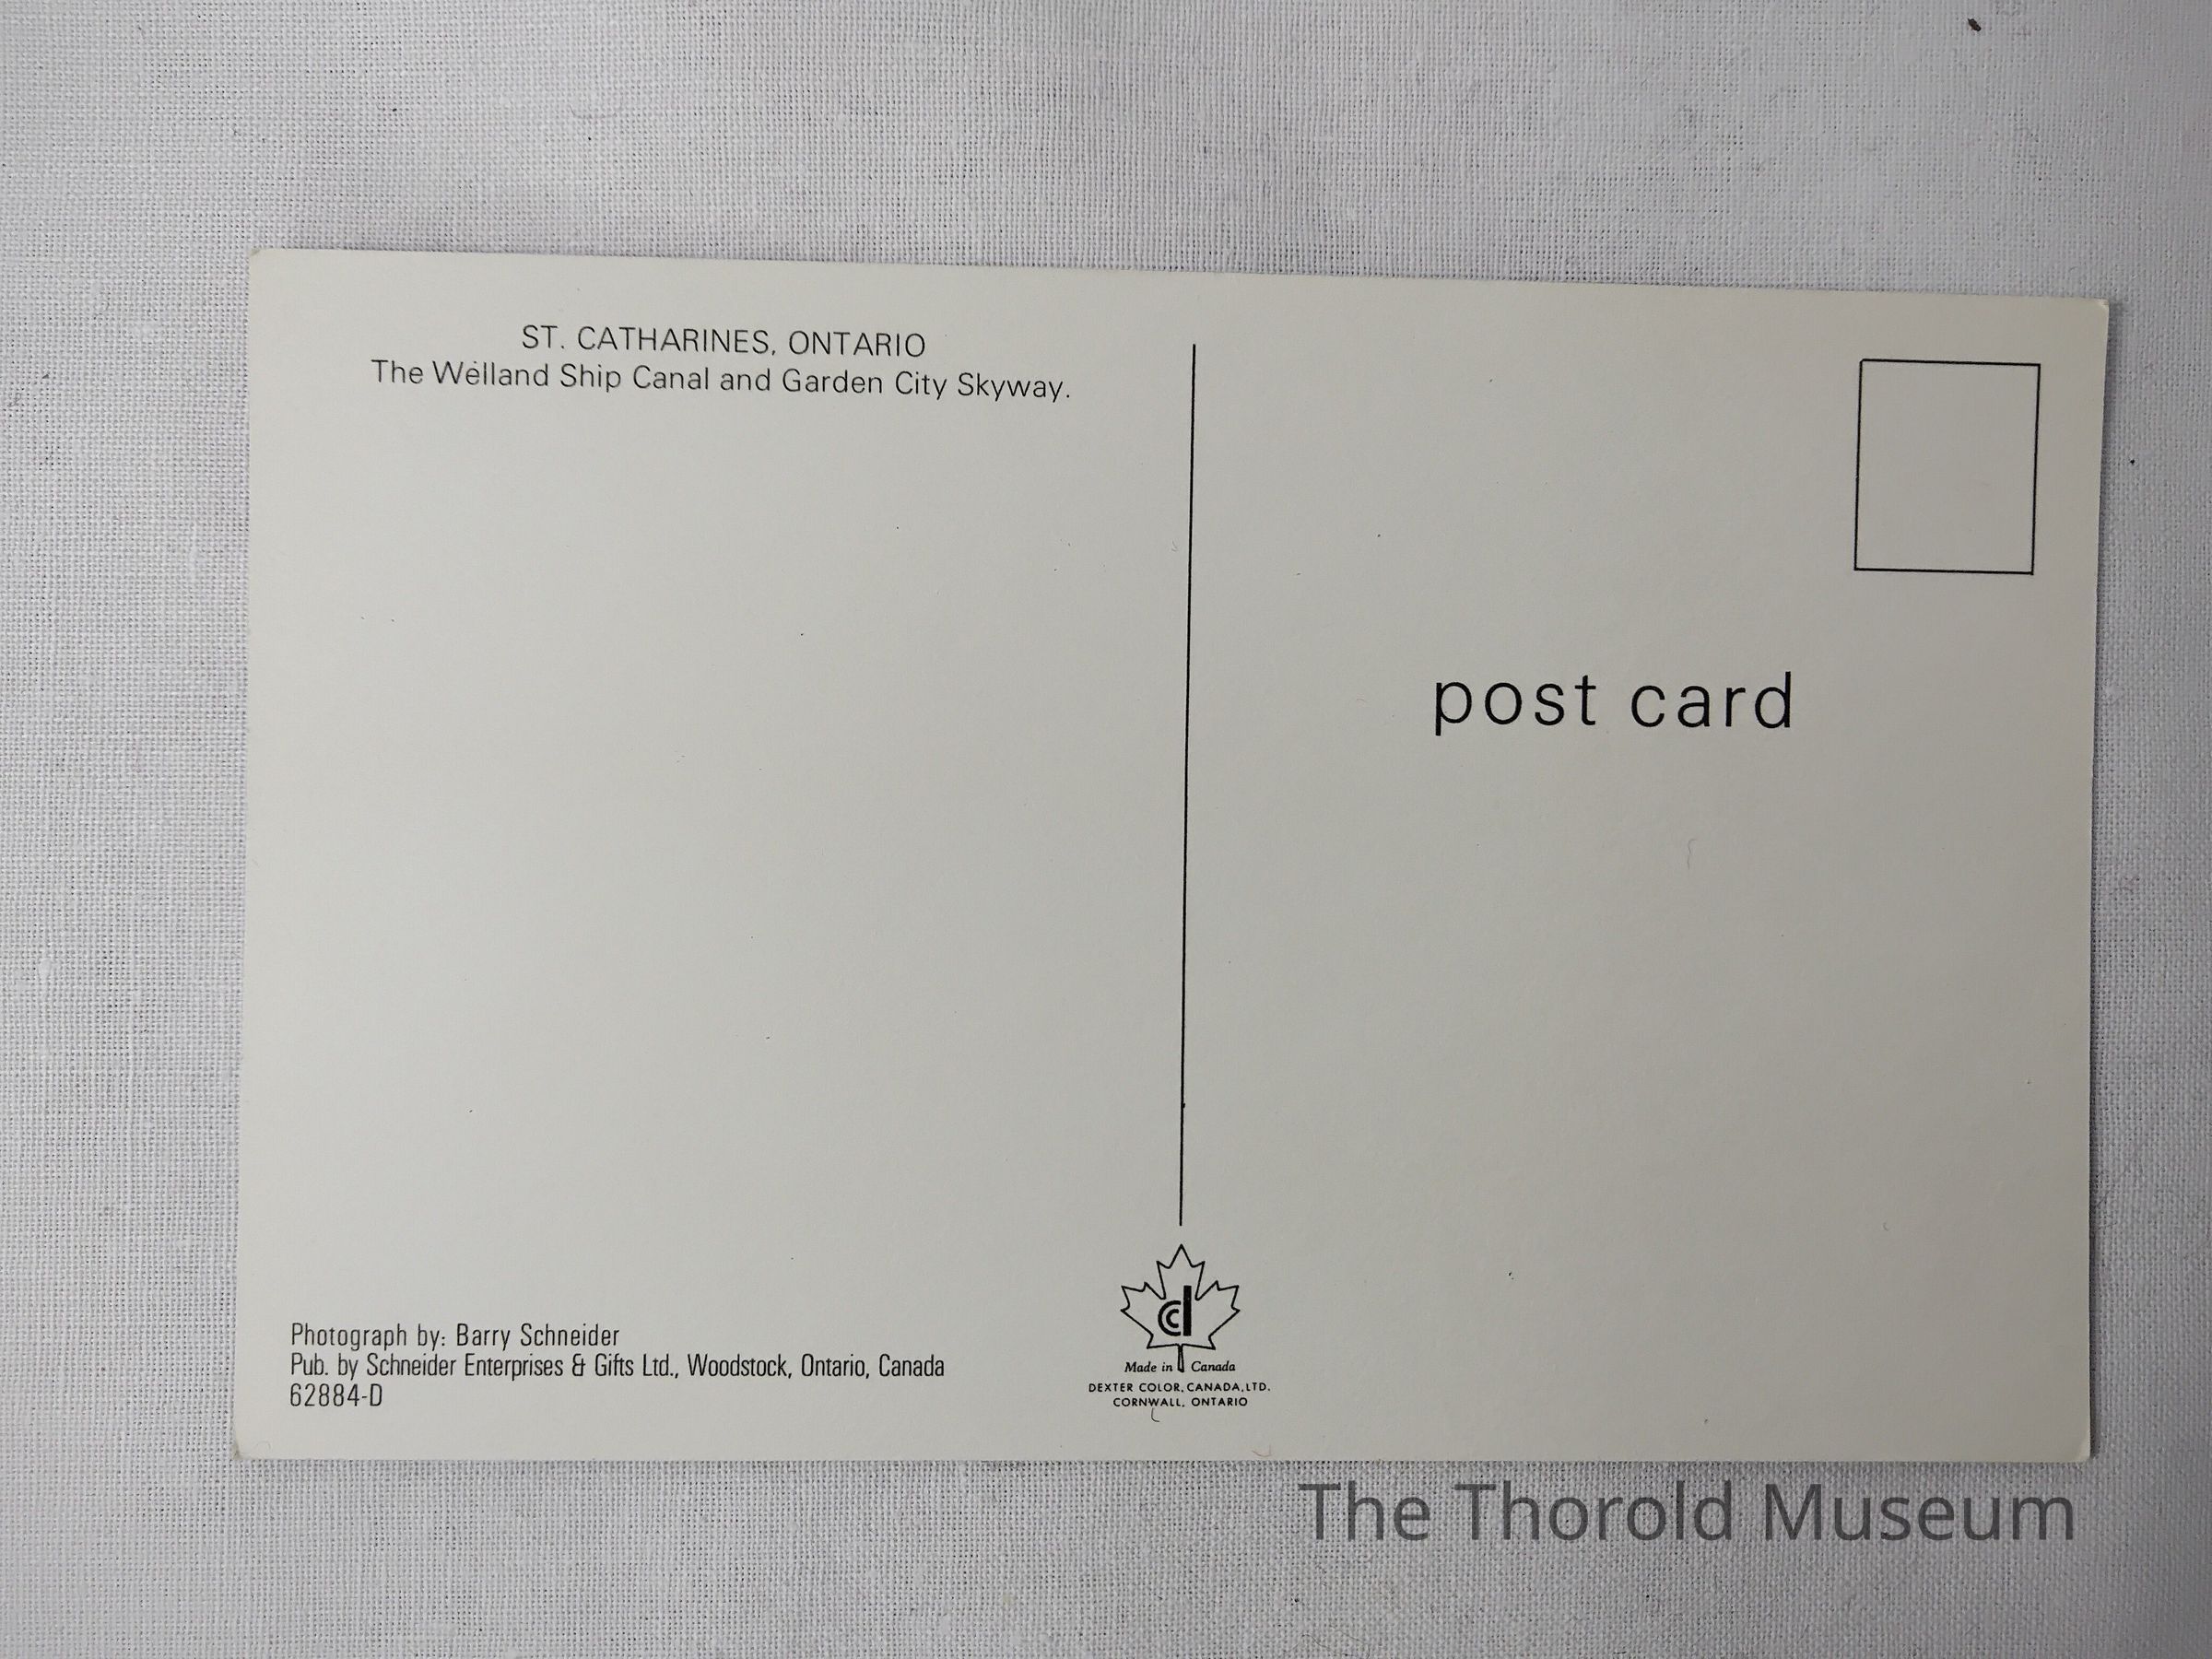 ST. CATHARINES, ONTARIO
The Welland Ship Canal and Garden City Skyway.
post card
Photograph by: Barry Schneider
Pub. by Schneider Enterprises & Gifts Ltd., Woodstock, Ontario, Canada
62884-D
cd
Made in Canada
DEXTER COLOR, CANADA, LTD.
CORNWALL, ONTARIO
The Thorold Museum